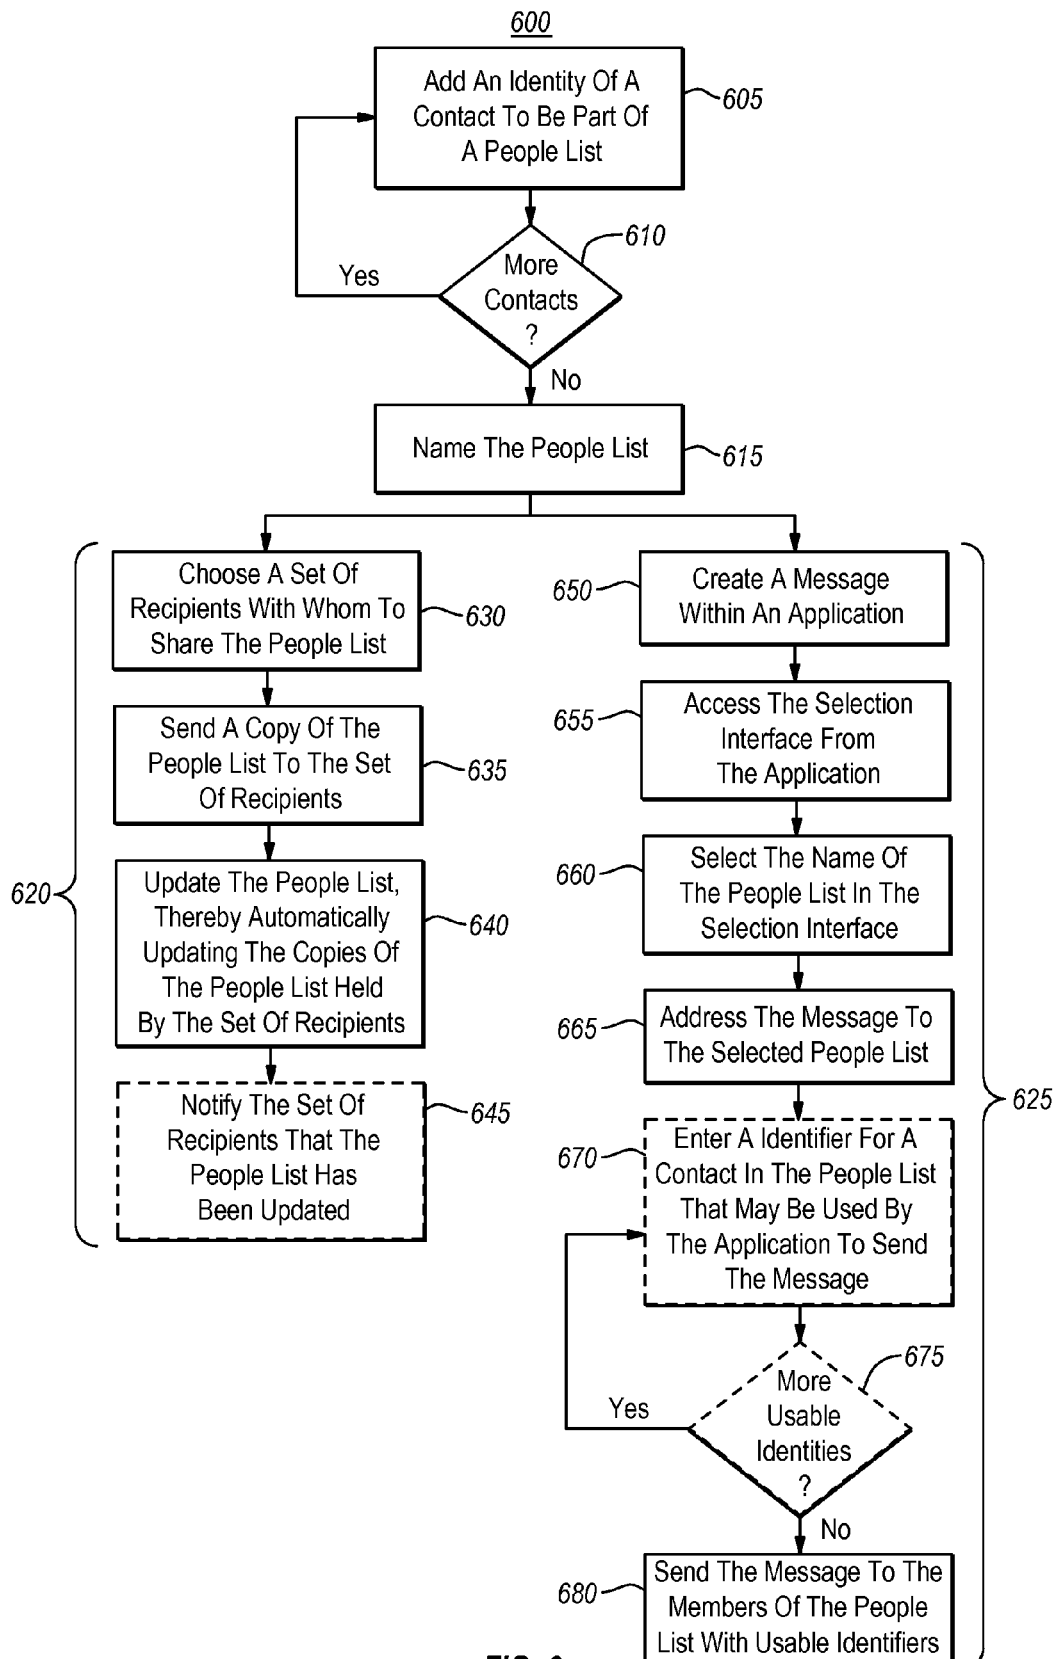 600
Add An Identity Of A
Contact To Be Part Of
A People List
605
610
More
Contacts
?
Yes
No
Name The People List
615
620
Choose A Set Of
Recipients With Whom To
Share The People List
630
Send A Copy Of The
People List To The Set
Of Recipients
635
Update The People List,
Thereby Automatically
Updating The Copies Of
The People List Held
By The Set Of Recipients
640
Notify The Set Of
Recipients That The
People List Has
Been Updated
645
650
Create A Message
Within An Application
655
Access The Selection
Interface From
The Application
660
Select The Name Of
The People List In The
Selection Interface
665
Address The Message To
The Selected People List
625
670
Enter A Identifier For A
Contact In The People List
That May Be Used By
The Application To Send
The Message
675
More
Usable
Identities
?
Yes
No
680
Send The Message To The
Members Of The People
List With Usable Identifiers